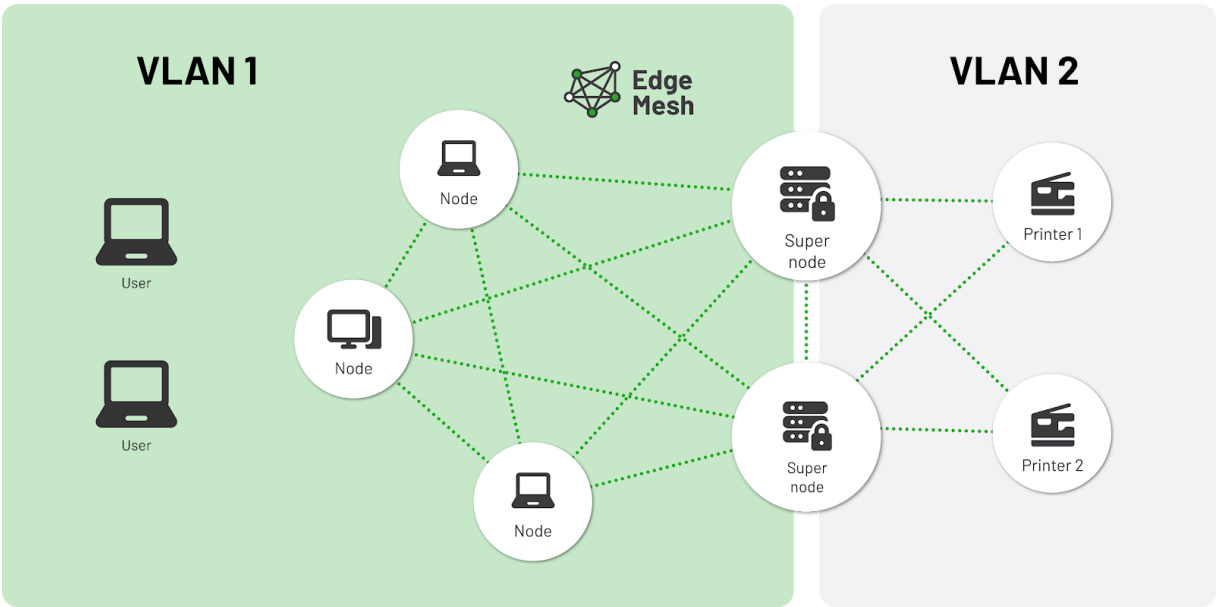 VLAN 1
Edge
Mesh
VLAN 2
Node
Super
node
Printer 1
User
Node
User
Super
node
Printer 2
Node